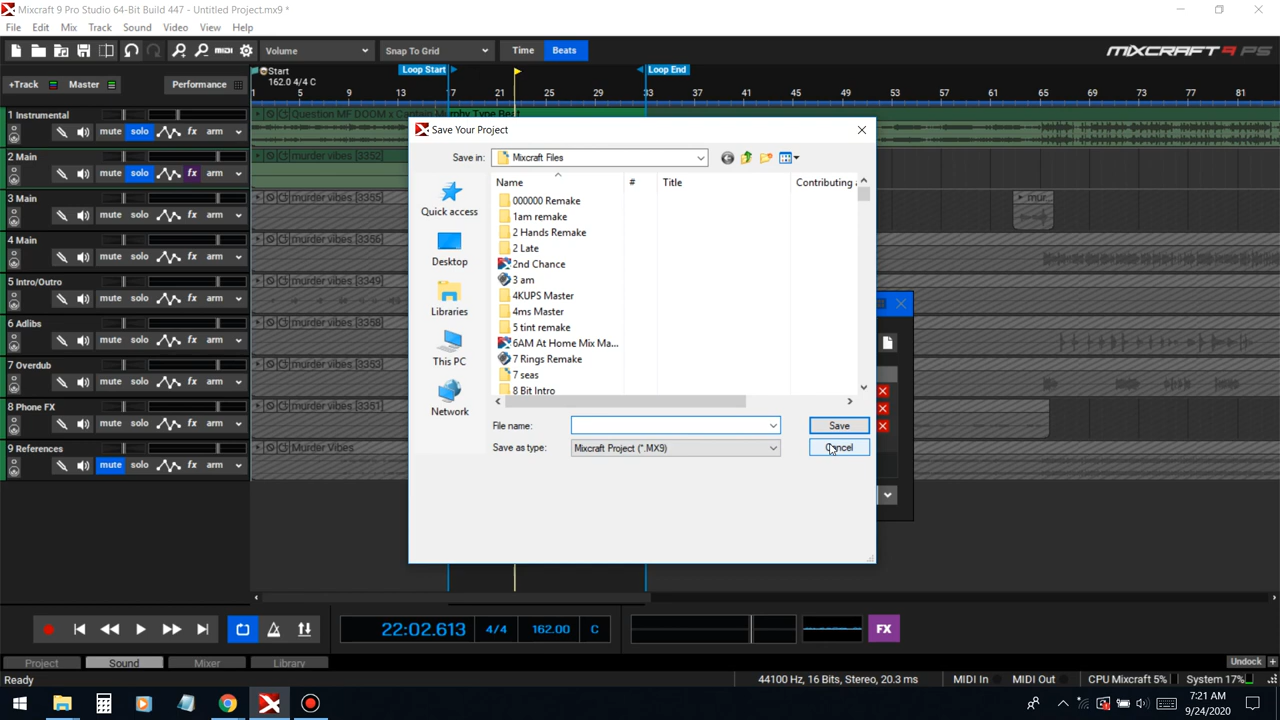 Mixcraft 9 Pro Studio 64-Bit Build 447 - Untitled Project.mx9 *
File Edit Mix Track Sound Video View Help
MIDI Volume Snap To Grid Time Beats MIXCRAFT 9 PS
+Track Master Performance
Start Loop Start Loop End
162.0 4/4 C
1 5 9 13 17 21 25 29 33 37 41 45 49 53 57 61 65 69 73 77 81
1 Instrumental
mute solo fx arm
Question MF DOOM x Captain Murphy Type Beat
2 Main
mute solo fx arm
murder vibes [3352]
3 Main
mute solo fx arm
murder vibes [3355]
mur
4 Main
mute solo fx arm
murder vibes [3356]
5 Intro/Outro
mute solo fx arm
murder vibes [3349]
6 Adlibs
mute solo fx arm
murder vibes [3358]
7 Overdub
mute solo fx arm
murder vibes [3353]
8 Phone FX
mute solo fx arm
murder vibes [3351]
9 References
mute solo fx arm
Murder Vibes
Save Your Project
Save in: Mixcraft Files
Quick access
Desktop
Libraries
This PC
Network
Name # Title Contributing
000000 Remake
1am remake
2 Hands Remake
2 Late
2nd Chance
3 am
4KUPS Master
4ms Master
5 tint remake
6AM At Home Mix Ma...
7 Rings Remake
7 seas
8 Bit Intro
File name: Save
Save as type: Mixcraft Project (*.MX9) Cancel
22:02.613 4/4 162.00 C FX
Project Sound Mixer Library Undock
Ready 44100 Hz, 16 Bits, Stereo, 20.3 ms MIDI In MIDI Out CPU Mixcraft 5% System 17%
7:21 AM
9/24/2020